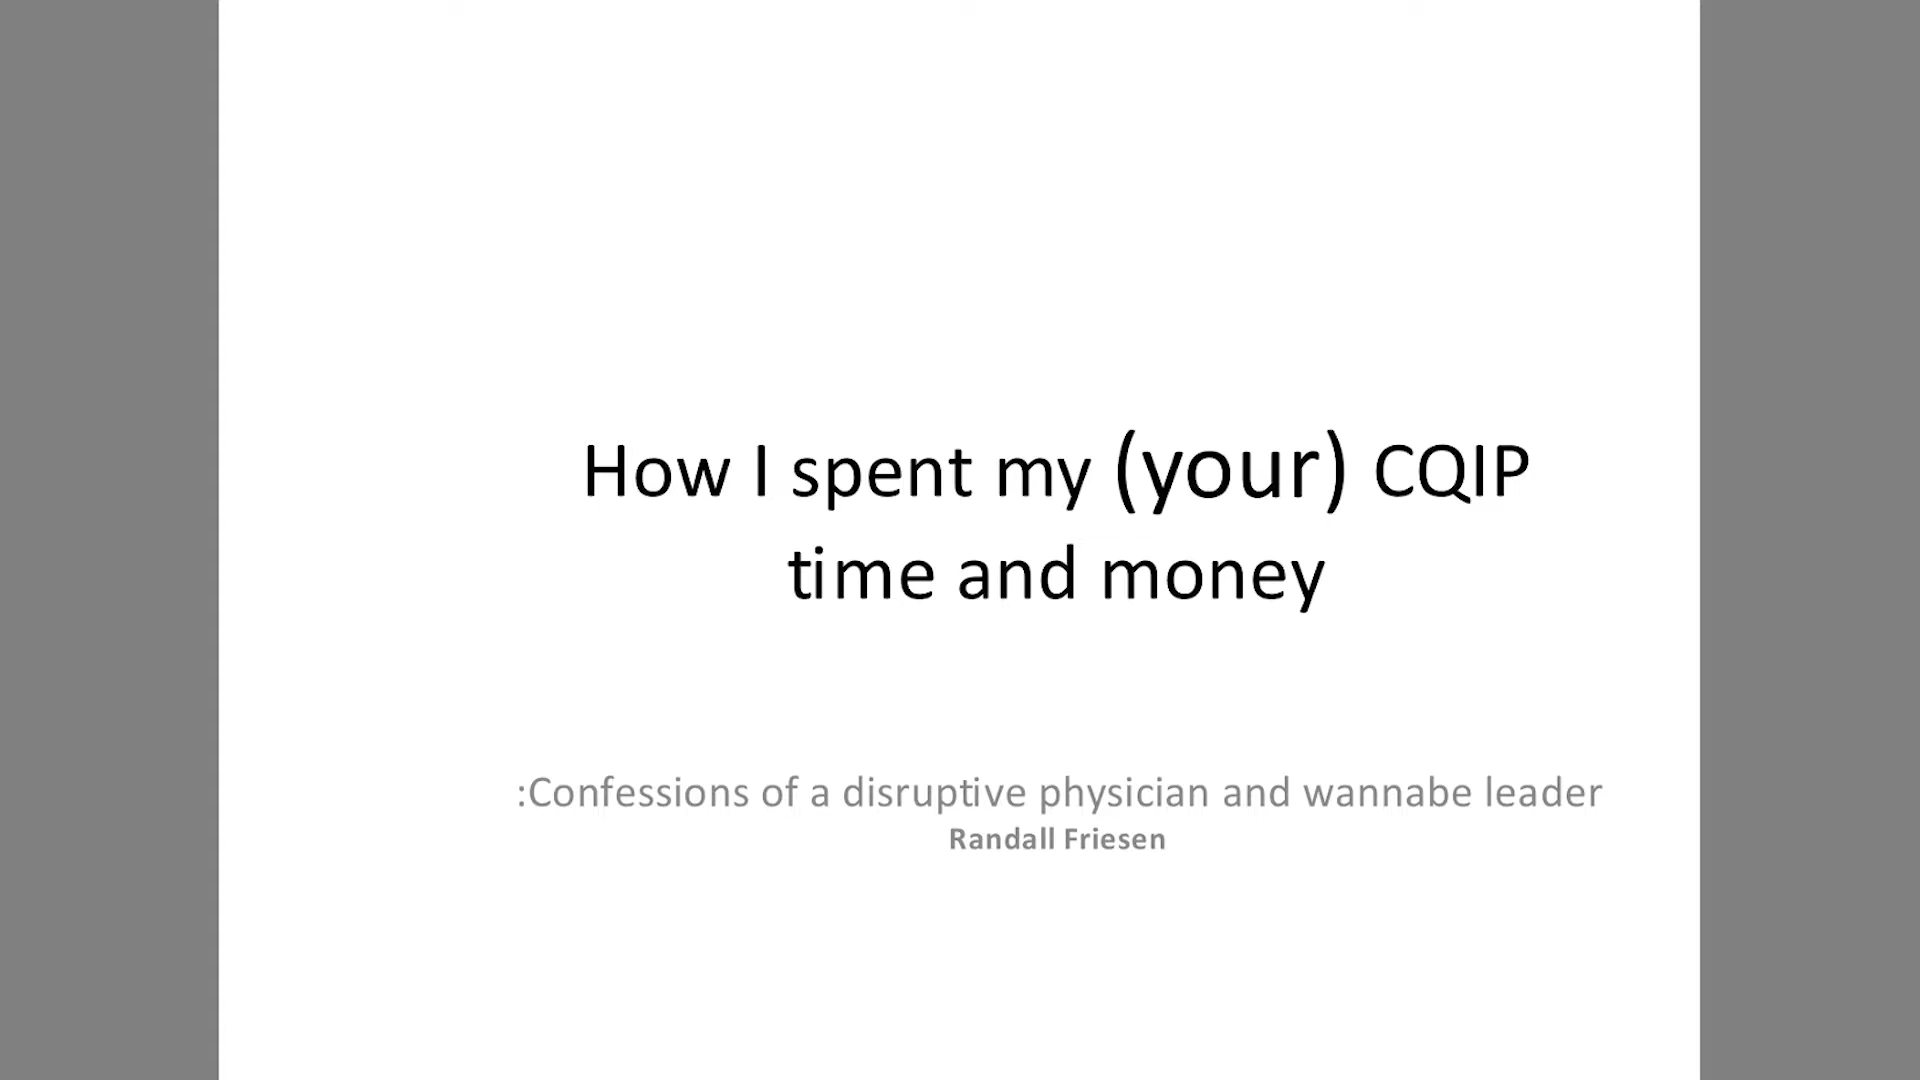 How I spent my (your) CQIP
time and money
:Confessions of a disruptive physician and wannabe leader
Randall Friesen